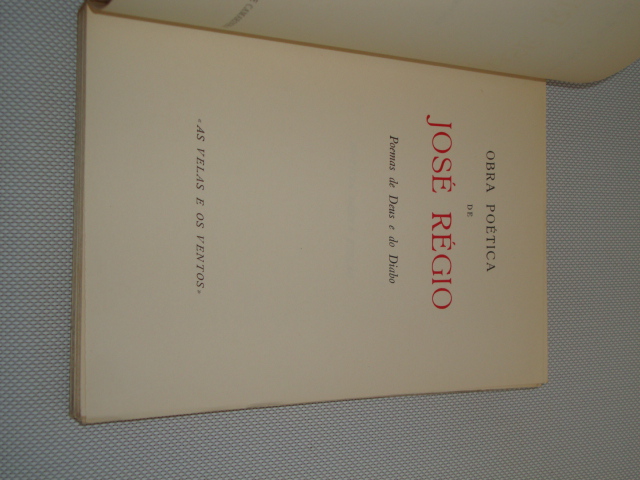 OBRA POÉTICA
DE
JOSÉ RÉGIO
Poemas de Deus e do Diabo
«AS VELAS E OS VENTOS»